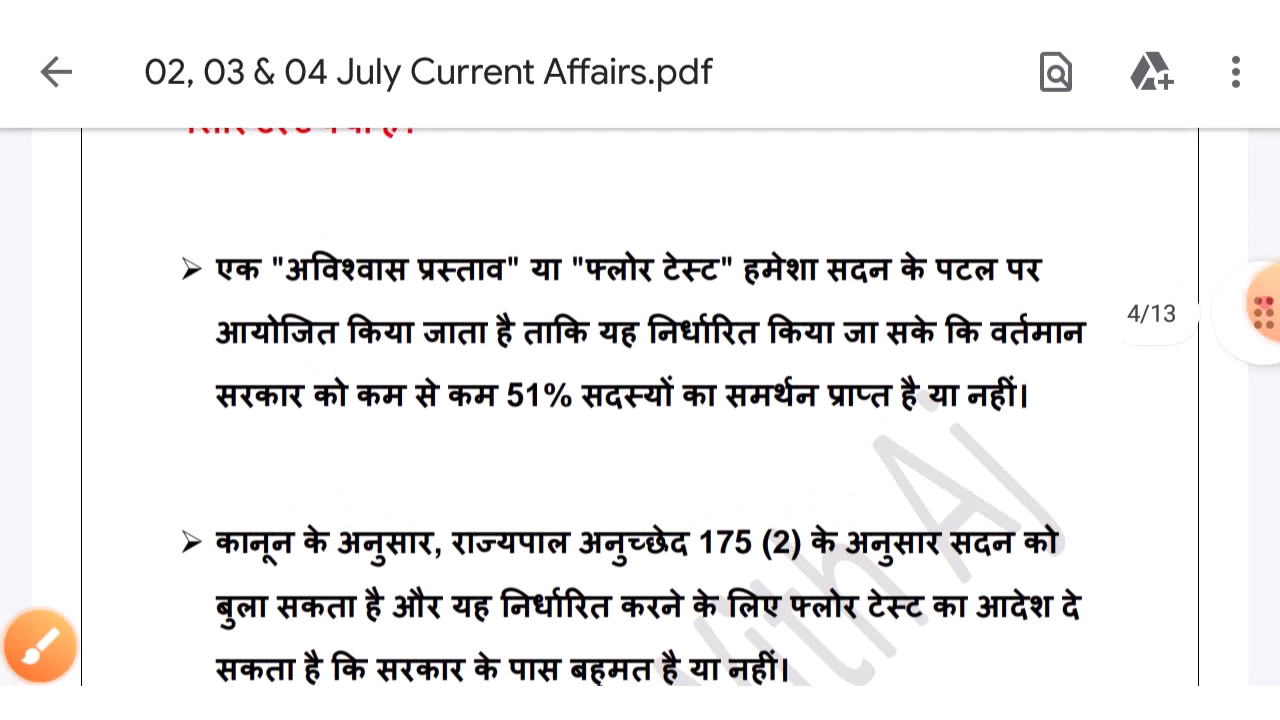 02, 03 & 04 July Current Affairs.pdf
एक "अविश्वास प्रस्ताव" या "फ्लोर टेस्ट" हमेशा सदन के पटल पर
आयोजित किया जाता है ताकि यह निर्धारित किया जा सके कि वर्तमान
4/13
सरकार को कम से कम 51% सदस्यों का समर्थन प्राप्त है या नहीं।
कानून के अनुसार, राज्यपाल अनुच्छेद 175 (2) के अनुसार सदन को
बुला सकता है और यह निर्धारित करने के लिए फ्लोर टेस्ट का आदेश दे
सकता है कि सरकार के पास बहुमत है या नहीं।
With Aj